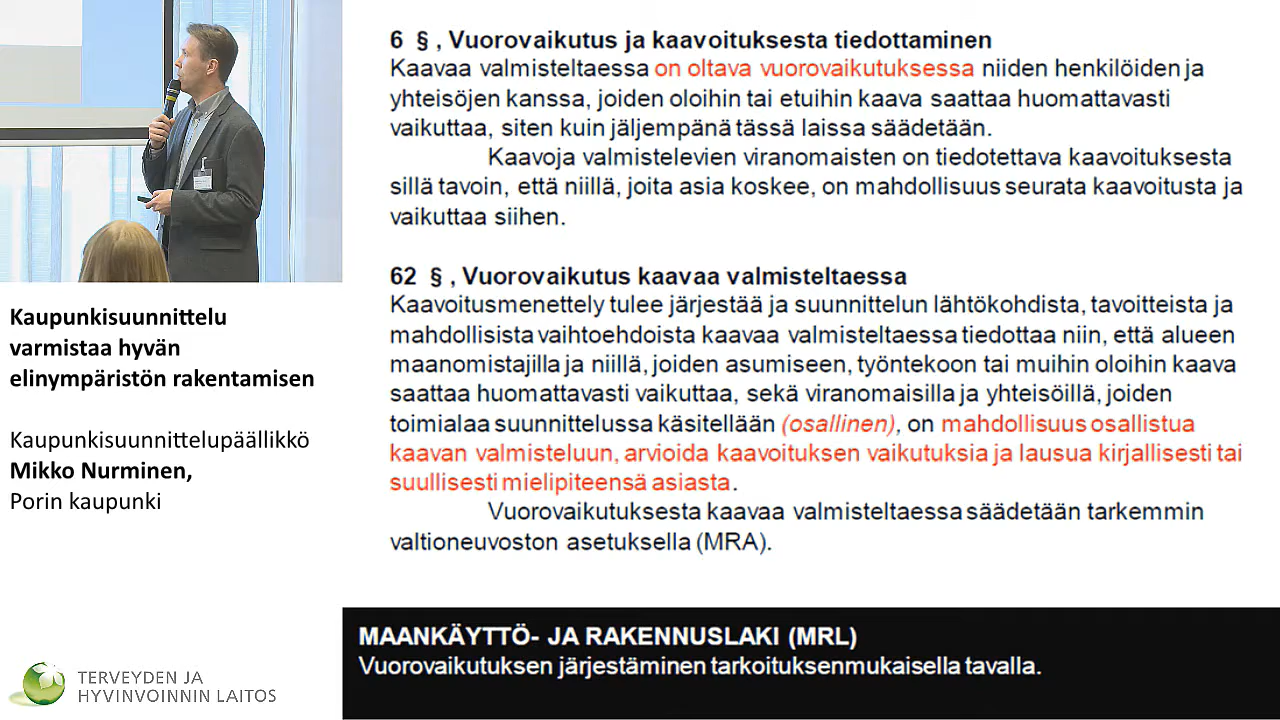 Kaupunkisuunnittelu
varmistaa hyvän
elinympäristön rakentamisen
Kaupunkisuunnittelupäällikkö
Mikko Nurminen,
Porin kaupunki
TERVEYDEN JA
HYVINVOINNIN LAITOS
6 § , Vuorovaikutus ja kaavoituksesta tiedottaminen
Kaavaa valmisteltaessa on oltava vuorovaikutuksessa niiden henkilöiden ja
yhteisöjen kanssa, joiden oloihin tai etuihin kaava saattaa huomattavasti
vaikuttaa, siten kuin jäljempänä tässä laissa säädetään.
Kaavoja valmistelevien viranomaisten on tiedotettava kaavoituksesta
sillä tavoin, että niillä, joita asia koskee, on mahdollisuus seurata kaavoitusta ja
vaikuttaa siihen.
62 § , Vuorovaikutus kaavaa valmisteltaessa
Kaavoitusmenettely tulee järjestää ja suunnittelun lähtökohdista, tavoitteista ja
mahdollisista vaihtoehdoista kaavaa valmisteltaessa tiedottaa niin, että alueen
maanomistajilla ja niillä, joiden asumiseen, työntekoon tai muihin oloihin kaava
saattaa huomattavasti vaikuttaa, sekä viranomaisilla ja yhteisöillä, joiden
toimialaa suunnittelussa käsitellään (osallinen), on mahdollisuus osallistua
kaavan valmisteluun, arvioida kaavoituksen vaikutuksia ja lausua kirjallisesti tai
suullisesti mielipiteensä asiasta.
Vuorovaikutuksesta kaavaa valmisteltaessa säädetään tarkemmin
valtioneuvoston asetuksella (MRA).
MAANKÄYTTÖ- JA RAKENNUSLAKI (MRL)
Vuorovaikutuksen järjestäminen tarkoituksenmukaisella tavalla.